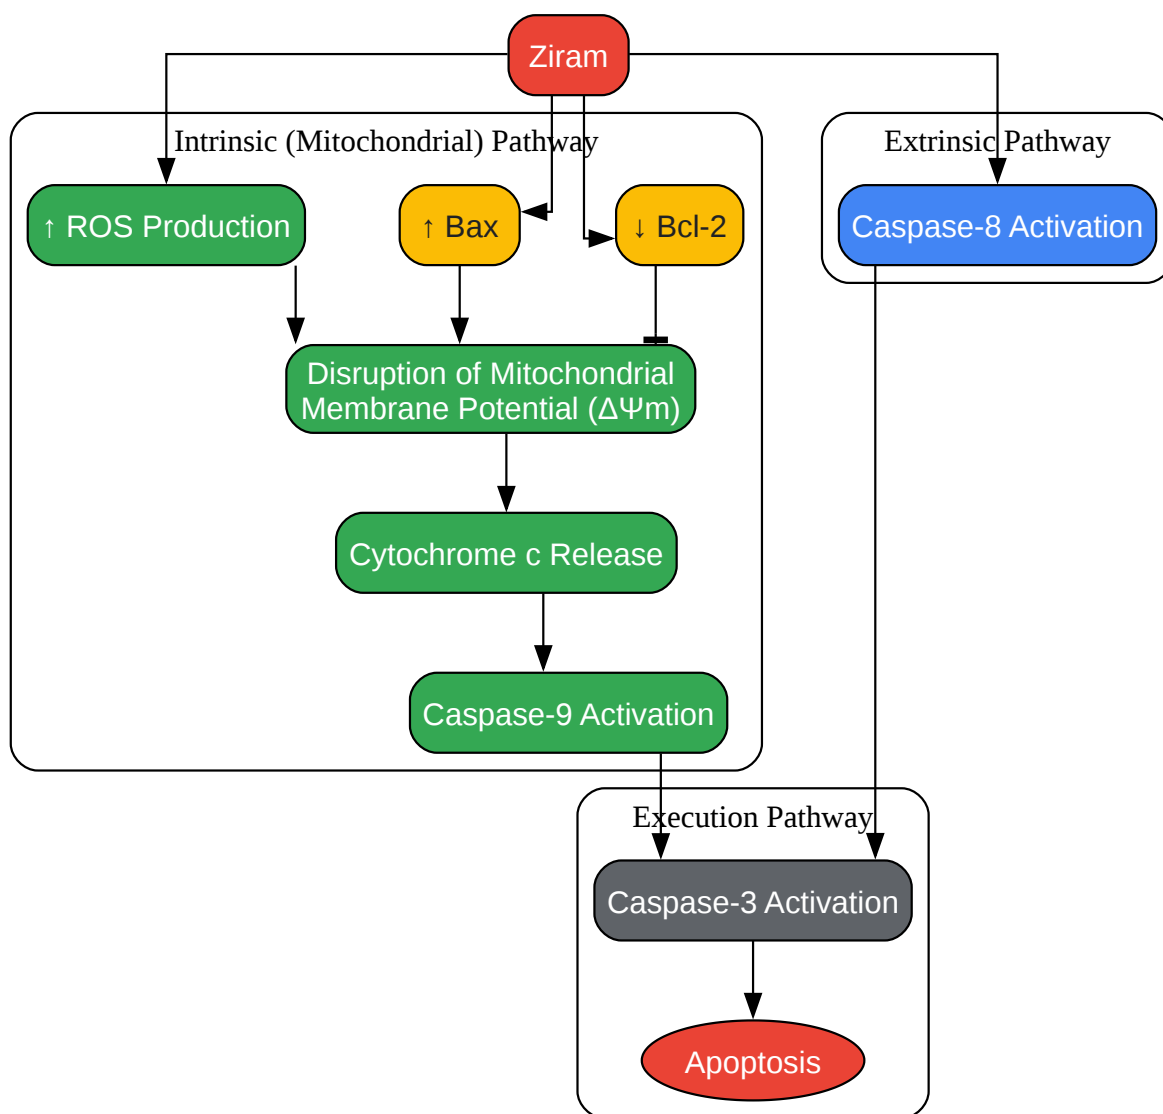 Ziram
Intrinsic (Mitochondrial) Pathway
Extrinsic Pathway
↑ ROS Production
↑ Bax
↓ Bcl-2
Caspase-8 Activation
Disruption of Mitochondrial
Membrane Potential (ΔΨm)
Cytochrome c Release
Caspase-9 Activation
Execution Pathway
Caspase-3 Activation
Apoptosis